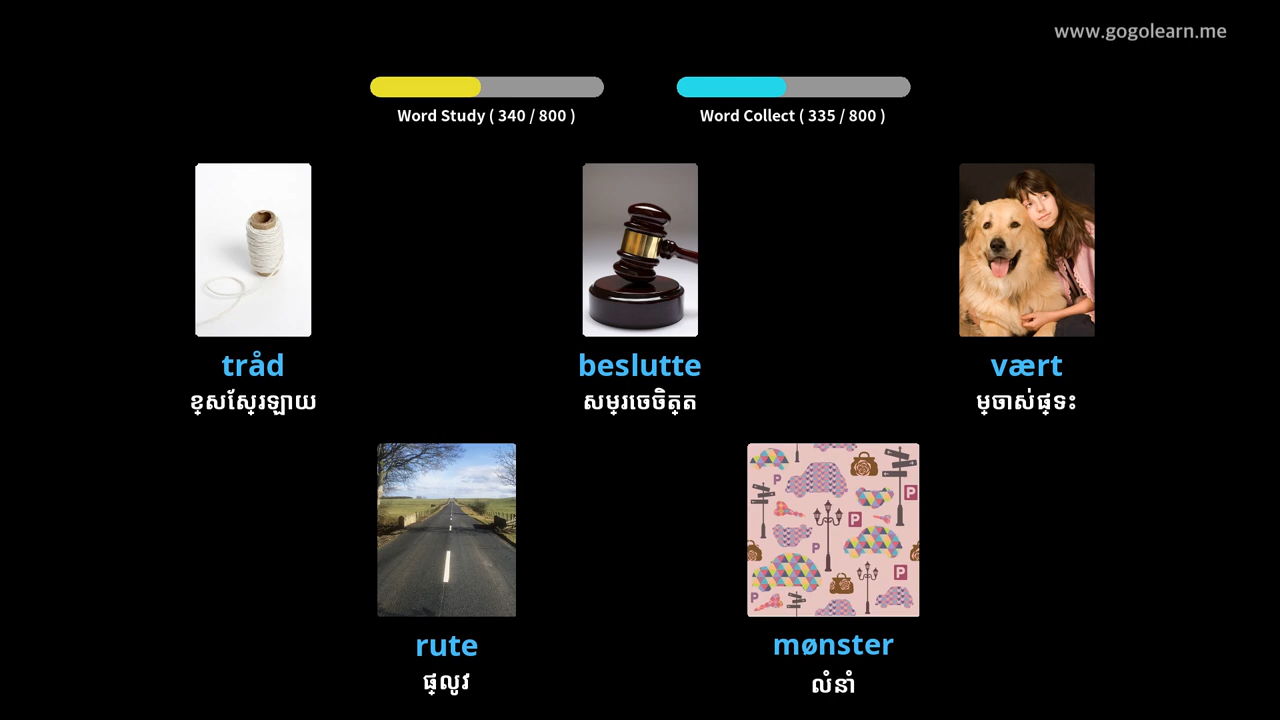 www.gogolearn.me
Word Study ( 340 / 800 )
Word Collect ( 335 / 800 )
tråd
ខ្សស្រែឡាយ
beslutte
សម្រេចចិត្ត
vært
ម្ចាស់ផ្ទះ
rute
ផ្លូវ
mønster
លំនាំ